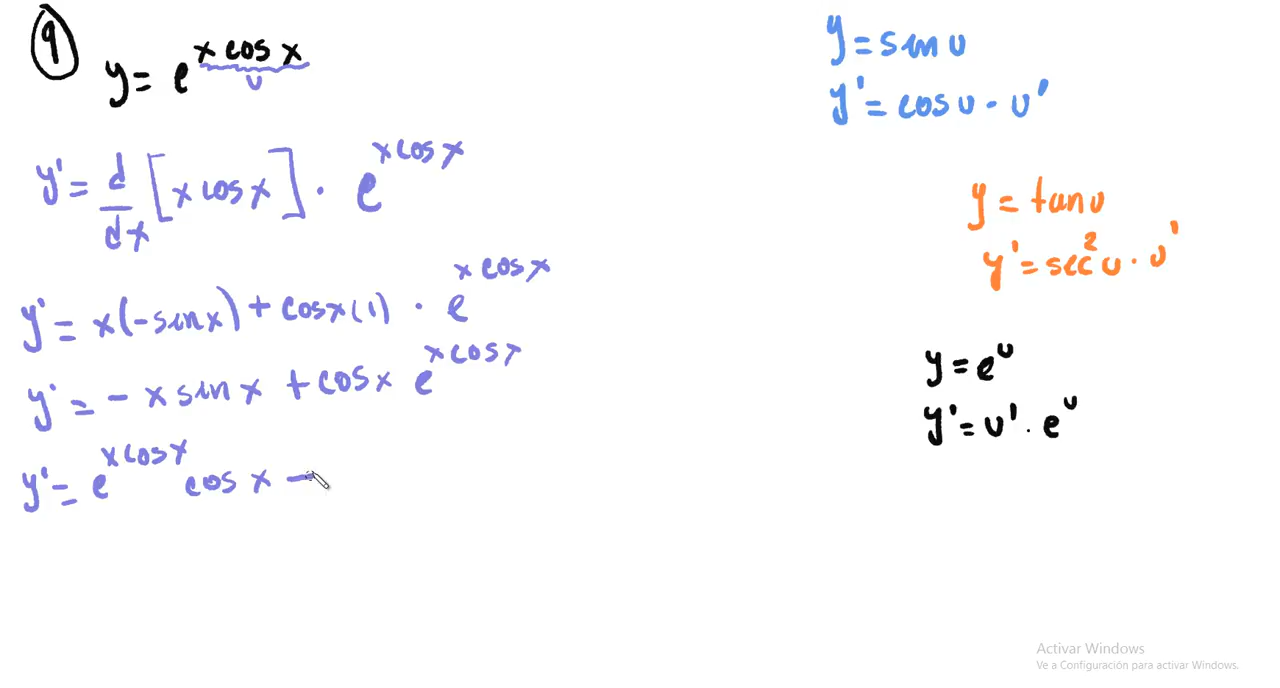 9) y = e^{x cos x}
u
y' = d/dx [x cos x] · e^{x cos x}
y' = x(-sin x) + cos x (1) · e^{x cos x}
y' = - x sin x + cos x e^{x cos x}
y' = e^{x cos x} cos x -
y = sin u
y' = cos u · u'
y = tan u
y' = sec² u · u'
y = e^u
y' = u' · e^u
Activar Windows
Ve a Configuración para activar Windows.